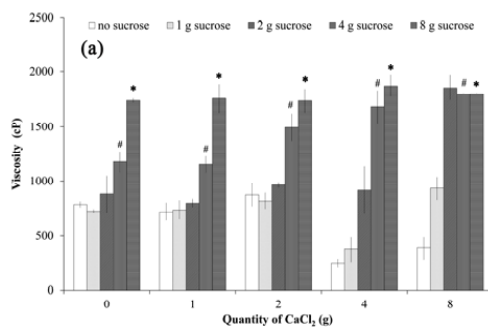 no sucrose 1 g sucrose 2 g sucrose 4 g sucrose 8 g sucrose
(a)
2500
2000
1500
1000
500
0
Viscosity (cP)
# * # * # * # * # *
0 1 2 4 8
Quantity of CaCl₂ (g)